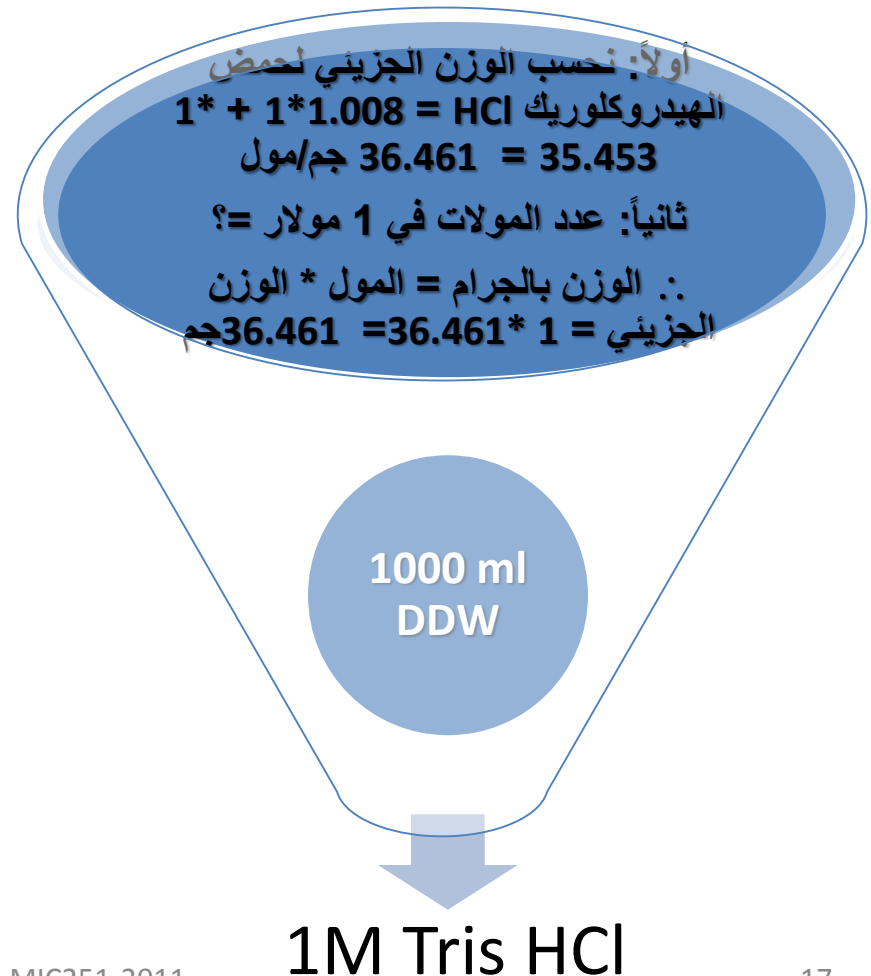 أولاً: نحسب الوزن الجزيئي لحمض
الهيدروكلوريك HCl = 1.008*1 + 1*
35.453 = 36.461 جم/مول
ثانياً: عدد المولات في 1 مولار =؟
∴ الوزن بالجرام = المول * الوزن
الجزيئي = 1 *36.461= 36.461جم
1000 ml
DDW
1M Tris HCl
17